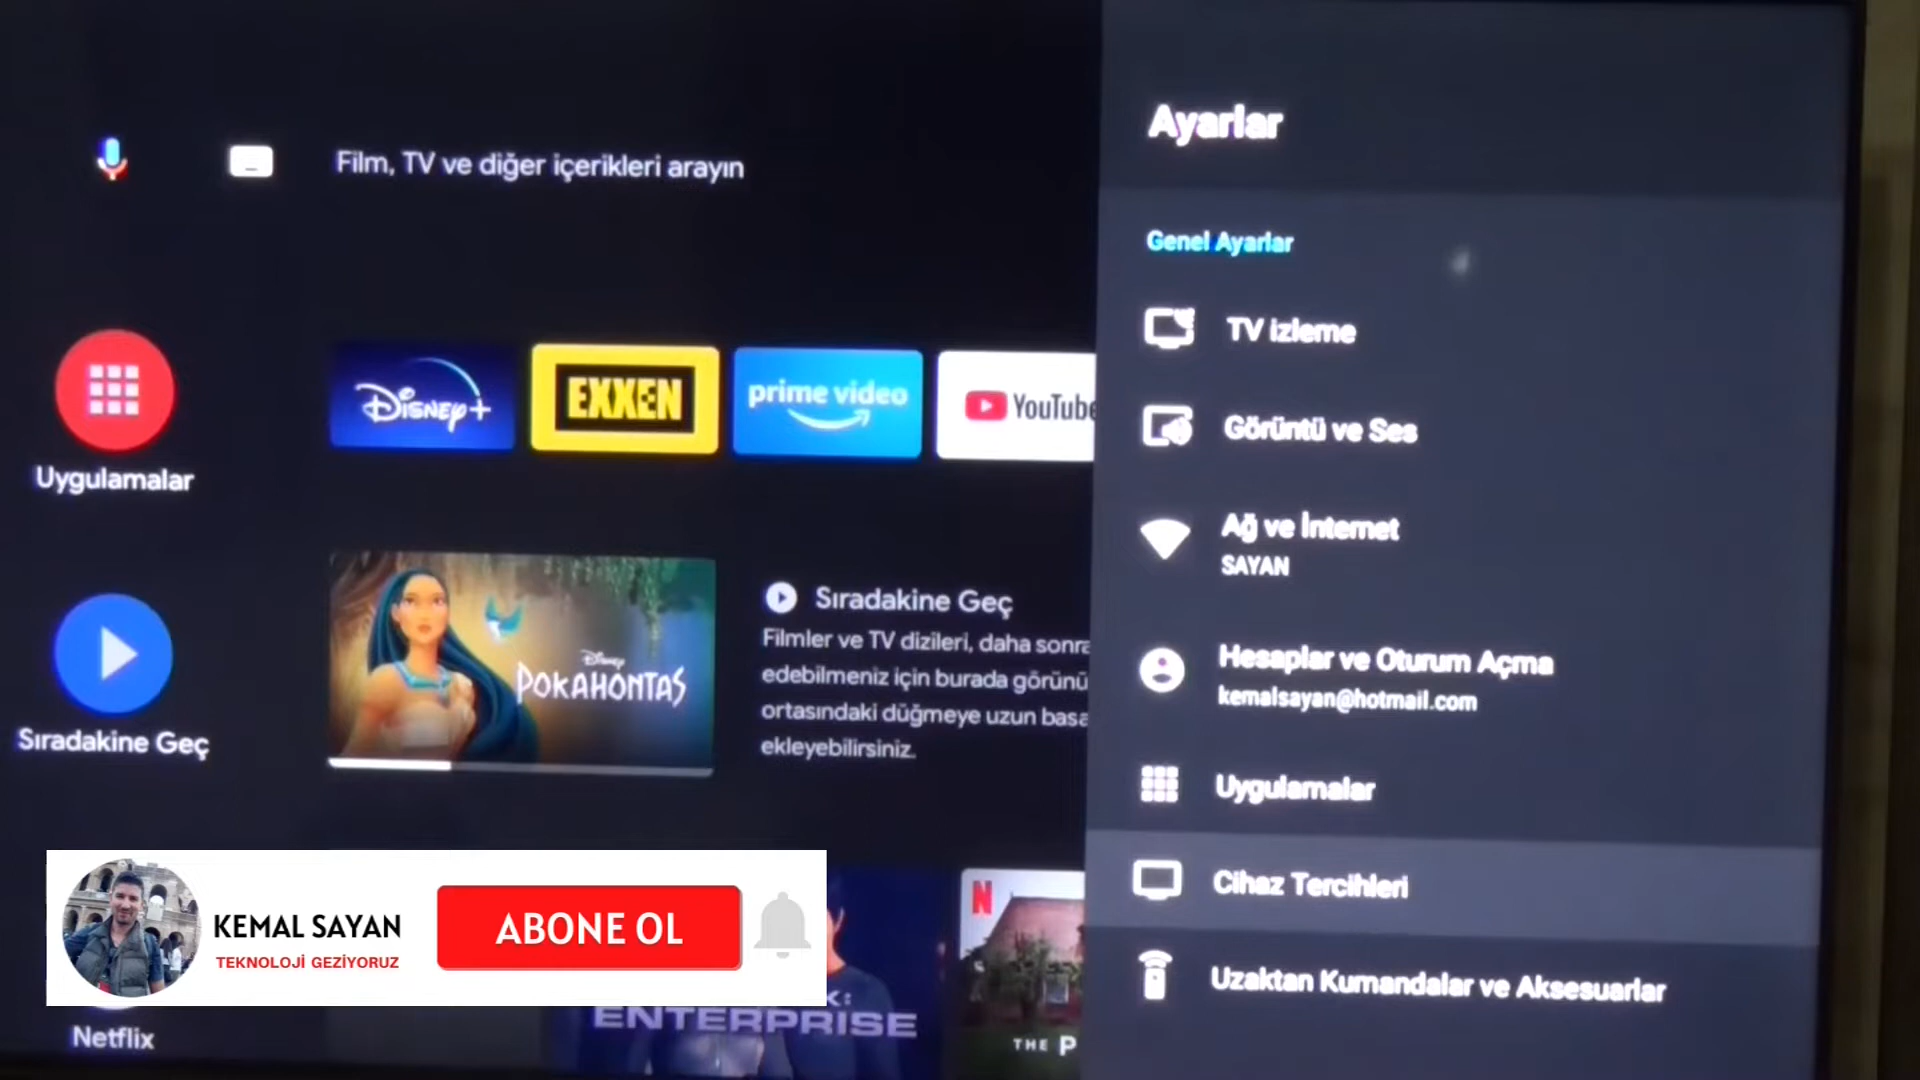 Film, TV ve diğer içerikleri arayın
Uygulamalar
Disney+
EXXEN
prime video
YouTube
Sıradakine Geç
Disney
POKAHONTAS
Sıradakine Geç
Filmler ve TV dizileri, daha sonra
edebilmeniz için burada görünü
ortasındaki düğmeye uzun basa
ekleyebilirsiniz.
Netflix
N
K:
ENTERPRISE
THE P
Ayarlar
Genel Ayarlar
TV izleme
Görüntü ve Ses
Ağ ve İnternet
SAYAN
Hesaplar ve Oturum Açma
kemalsayan@hotmail.com
Uygulamalar
Cihaz Tercihleri
Uzaktan Kumandalar ve Aksesuarlar
KEMAL SAYAN
TEKNOLOJİ GEZİYORUZ
ABONE OL